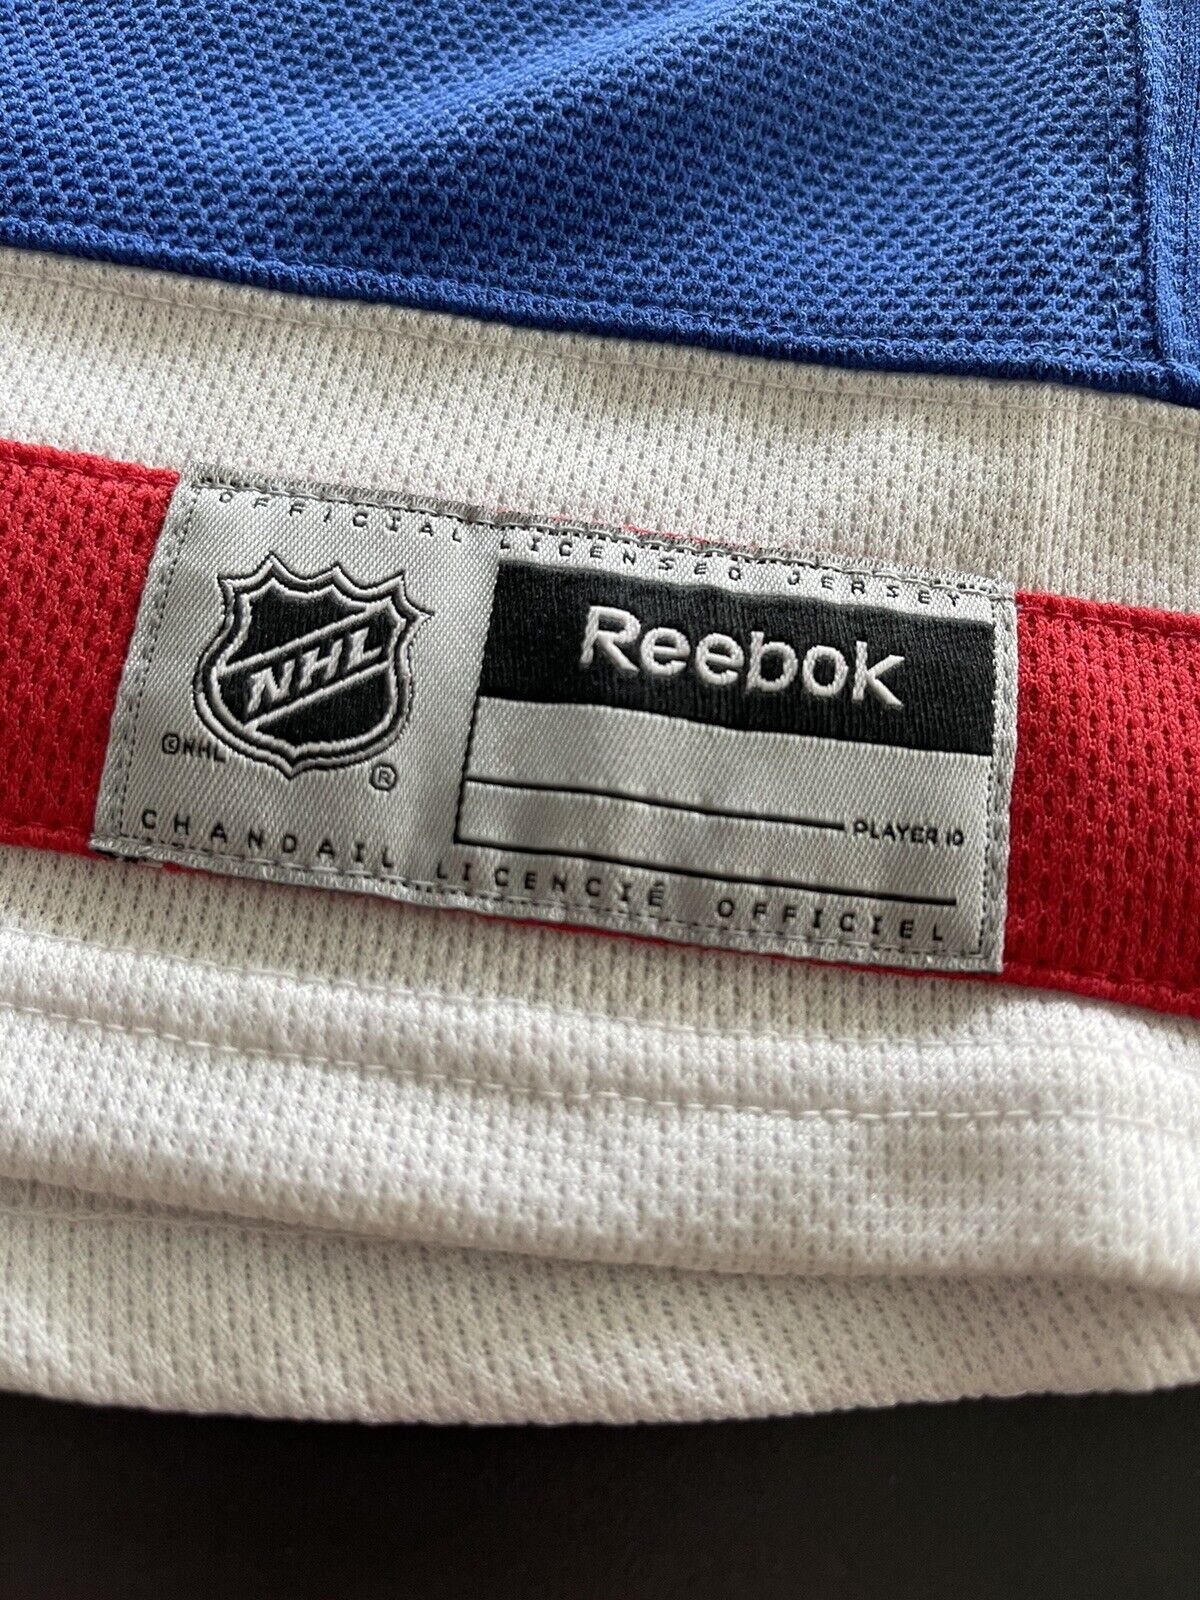 OFFICIAL LICENSED JERSEY
NHL
©NHL
®
Reebok
PLAYER ID
CHANDAIL LICENCIÉ OFFICIEL